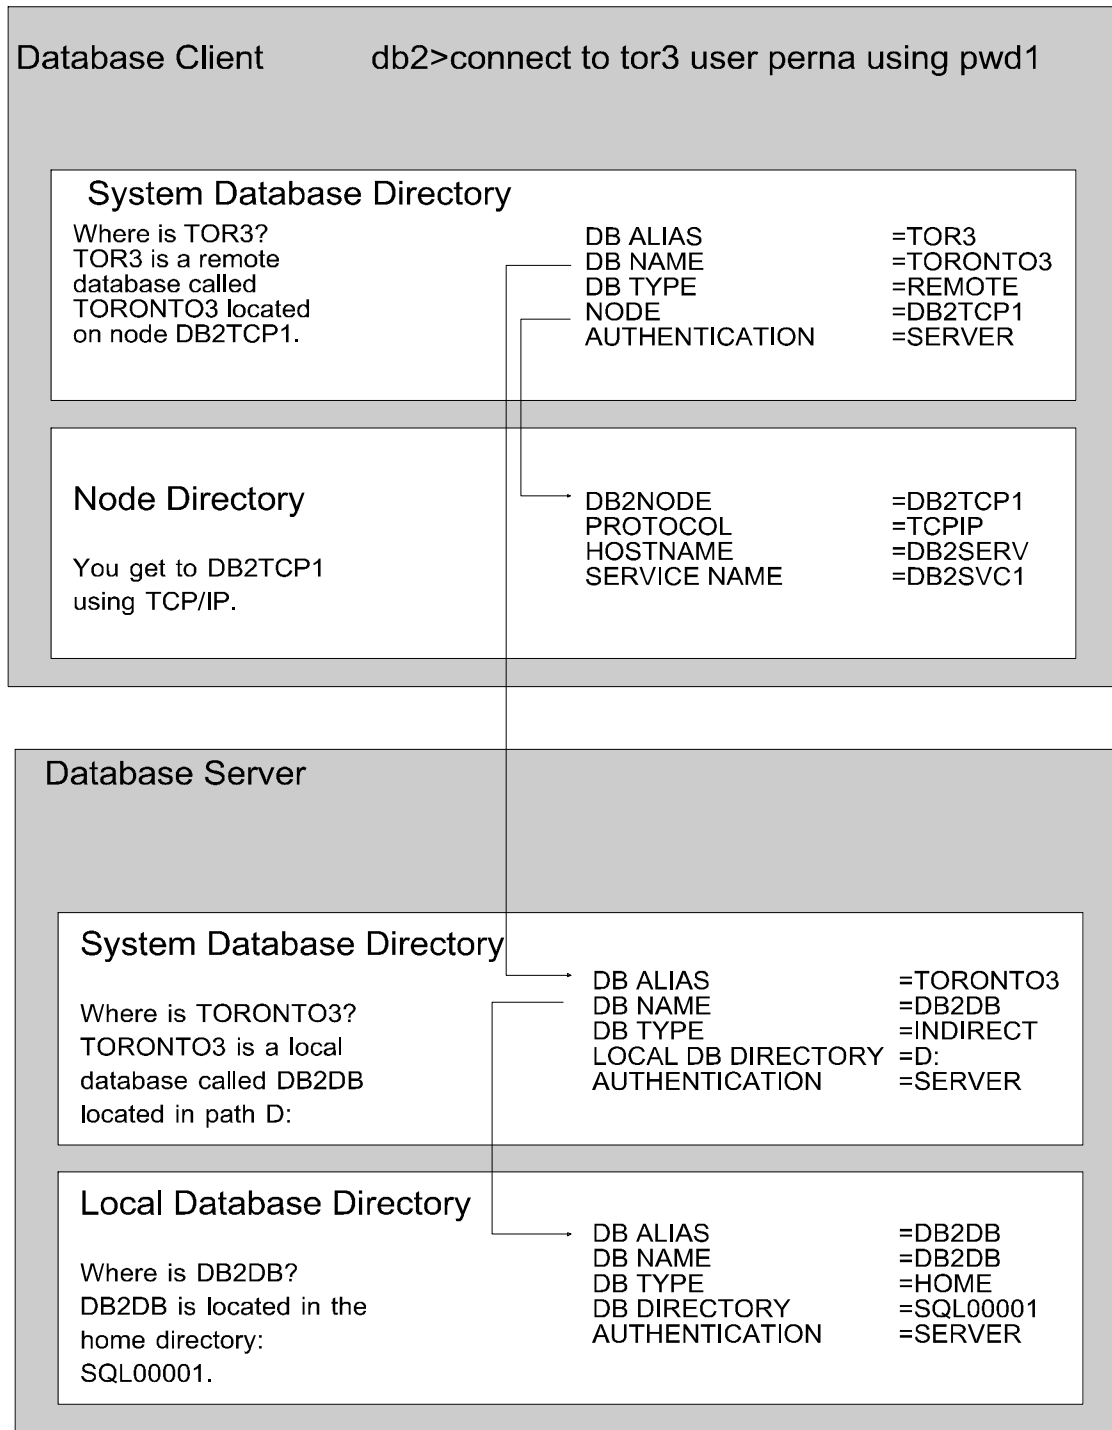 Database Client db2>connect to tor3 user perna using pwd1
System Database Directory
Where is TOR3?
TOR3 is a remote
database called
TORONTO3 located
on node DB2TCP1.
DB ALIAS =TOR3
DB NAME =TORONTO3
DB TYPE =REMOTE
NODE =DB2TCP1
AUTHENTICATION =SERVER
Node Directory
You get to DB2TCP1
using TCP/IP.
DB2NODE =DB2TCP1
PROTOCOL =TCPIP
HOSTNAME =DB2SERV
SERVICE NAME =DB2SVC1
Database Server
System Database Directory
Where is TORONTO3?
TORONTO3 is a local
database called DB2DB
located in path D:
DB ALIAS =TORONTO3
DB NAME =DB2DB
DB TYPE =INDIRECT
LOCAL DB DIRECTORY =D:
AUTHENTICATION =SERVER
Local Database Directory
Where is DB2DB?
DB2DB is located in the
home directory:
SQL00001.
DB ALIAS =DB2DB
DB NAME =DB2DB
DB TYPE =HOME
DB DIRECTORY =SQL00001
AUTHENTICATION =SERVER